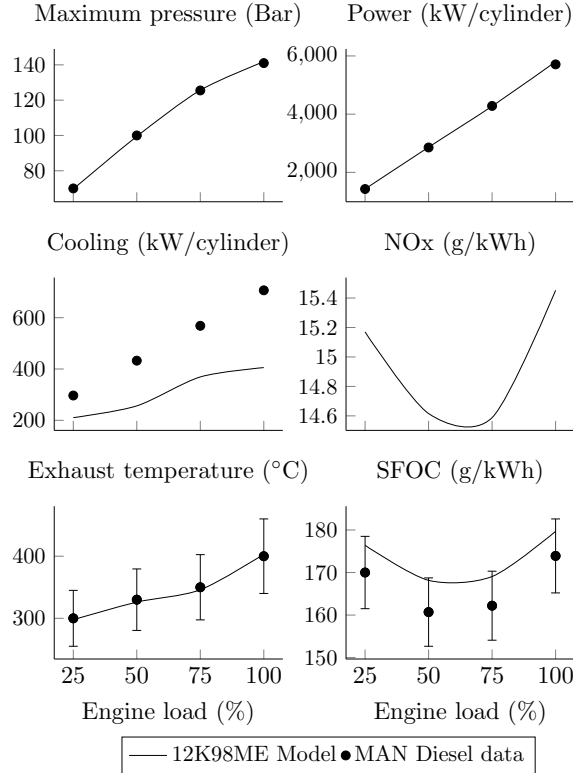 Maximum pressure (Bar)
140
120
100
80
Power (kW/cylinder)
6,000
4,000
2,000
Cooling (kW/cylinder)
600
400
200
NOx (g/kWh)
15.4
15.2
15
14.8
14.6
Exhaust temperature (°C)
400
300
25 50 75 100
Engine load (%)
SFOC (g/kWh)
180
170
160
150
25 50 75 100
Engine load (%)
12K98ME Model MAN Diesel data